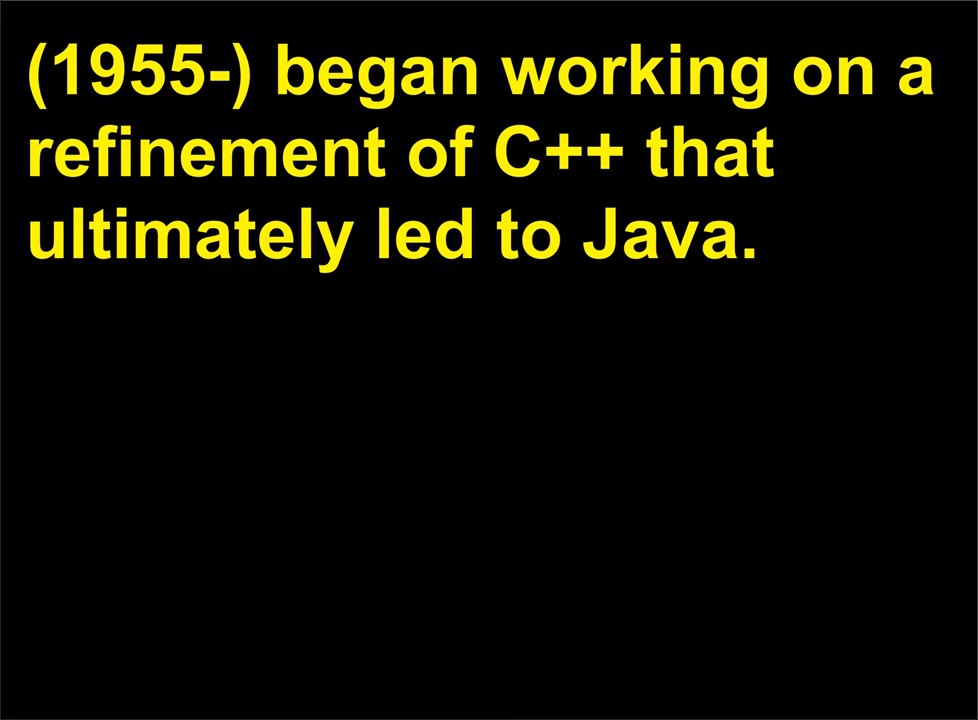 (1955-) began working on a
refinement of C++ that
ultimately led to Java.